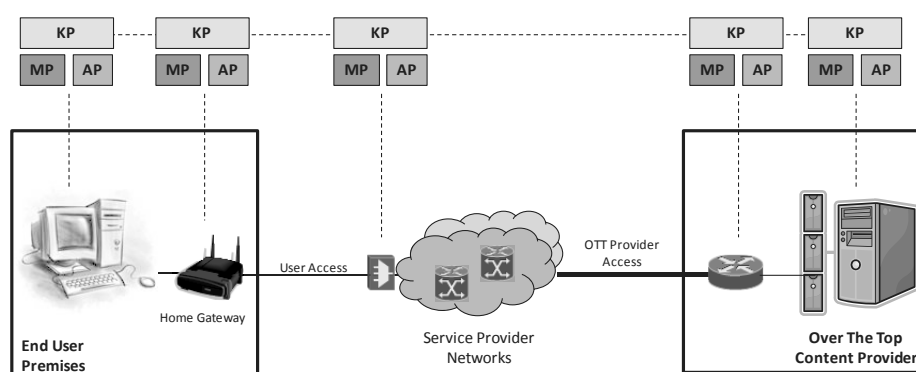 KP KP KP KP KP
MP AP MP AP MP AP MP AP MP AP
OTT Provider
Access
User Access
Home Gateway
Service Provider
Networks
End User
Premises
Over The Top
Content Provider